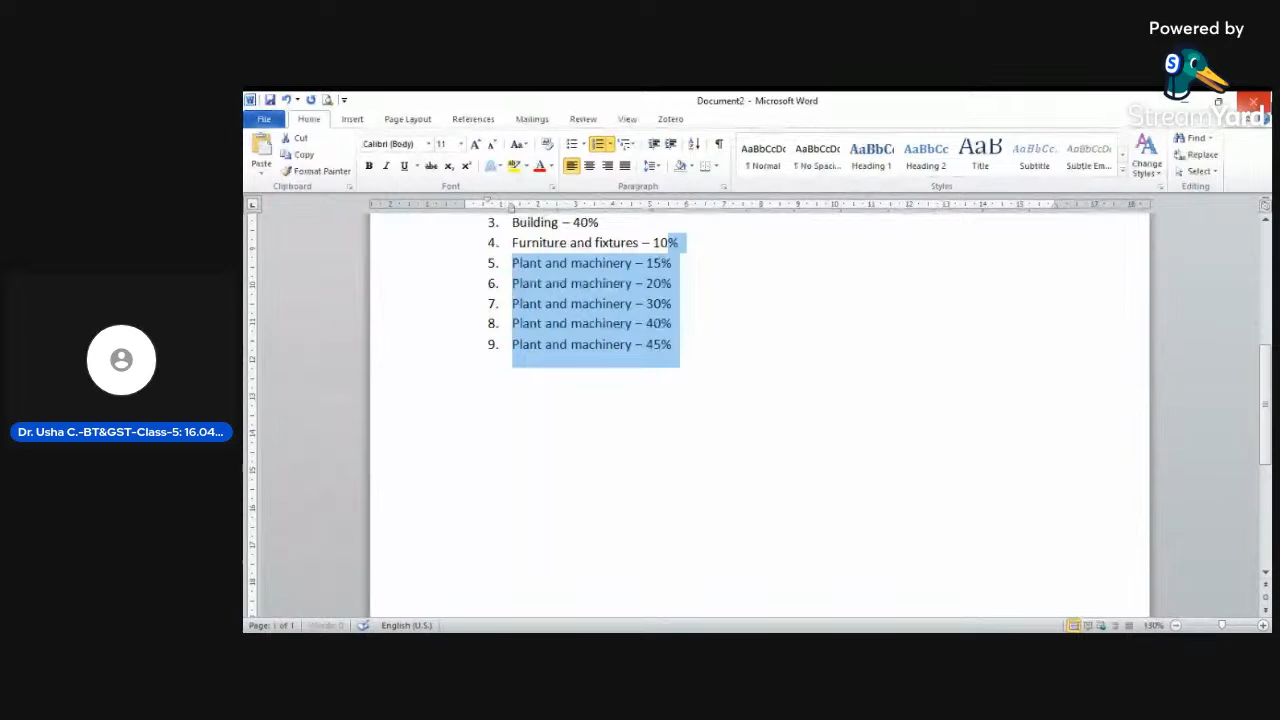 Powered by
StreamYard
Document2 - Microsoft Word
File Home Insert Page Layout References Mailings Review View Zotero
Paste
Cut
Copy
Format Painter
Clipboard
Calibri (Body) 11
Font
Paragraph
AaBbCcDc ¶ Normal
AaBbCcDc ¶ No Spaci...
AaBbC Heading 1
AaBbCc Heading 2
AaB Title
AaBbCc. Subtitle
AaBbCcDc Subtle Em...
Change Styles
Styles
Find
Replace
Select
Editing
3. Building – 40%
4. Furniture and fixtures – 10%
5. Plant and machinery – 15%
6. Plant and machinery – 20%
7. Plant and machinery – 30%
8. Plant and machinery – 40%
9. Plant and machinery – 45%
Dr. Usha C.-BT&GST-Class-5: 16.04...
Page: 1 of 1 Words: 0 English (U.S.) 130%